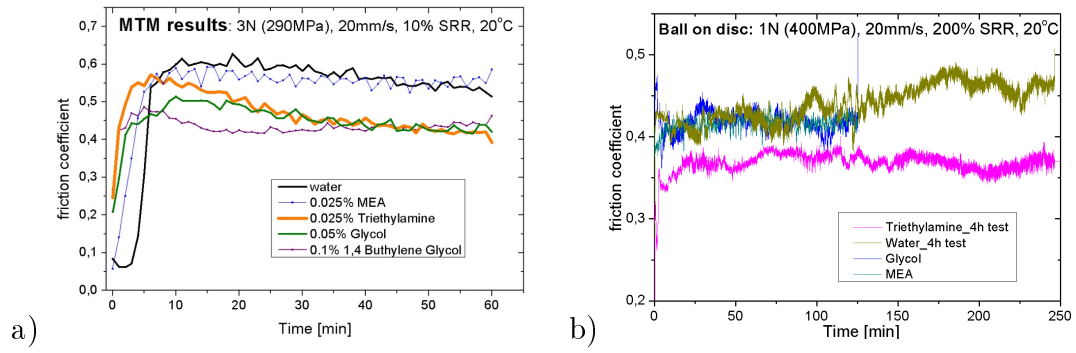 MTM results: 3N (290MPa), 20mm/s, 10% SRR, 20°C
0,7
0,6
0,5
0,4
0,3
0,2
0,1
0,0
friction coefficient
water
0.025% MEA
0.025% Triethylamine
0.05% Glycol
0.1% 1,4 Buthylene Glycol
0 10 20 30 40 50 60
Time [min]
a)
Ball on disc: 1N (400MPa), 20mm/s, 200% SRR, 20°C
0,5
0,4
0,3
0,2
friction coefficient
Triethylamine_4h test
Water_4h test
Glycol
MEA
0 50 100 150 200 250
Time [min]
b)